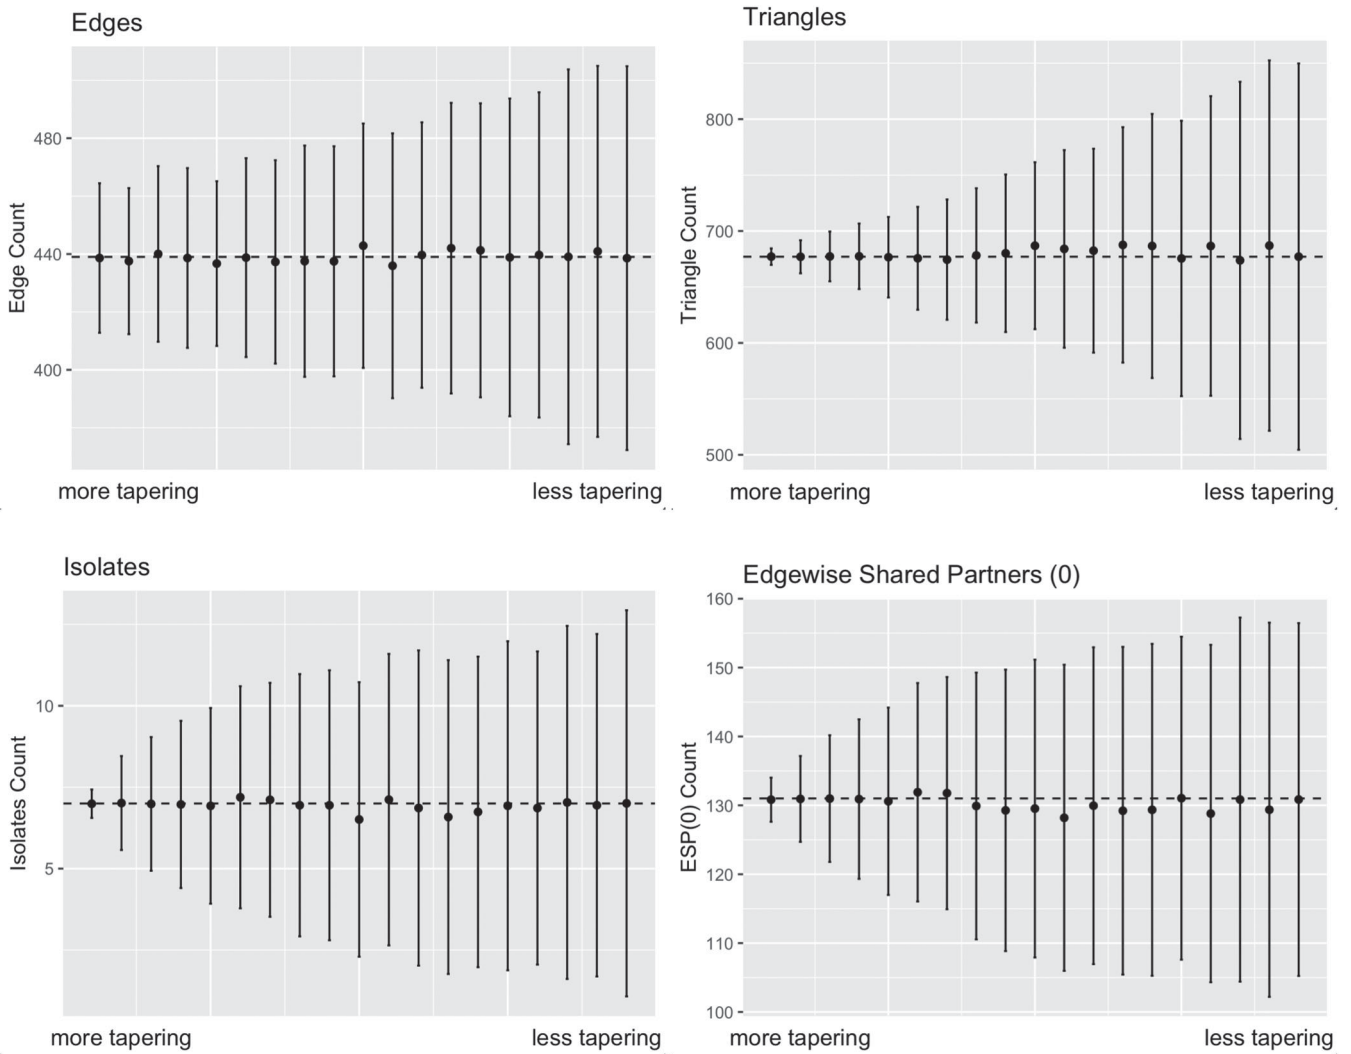 Edges
Edge Count
480
440
400
more tapering less tapering
Triangles
Triangle Count
800
700
600
500
more tapering less tapering
Isolates
Isolates Count
10
5
more tapering less tapering
Edgewise Shared Partners (0)
ESP(0) Count
160
150
140
130
120
110
100
more tapering less tapering